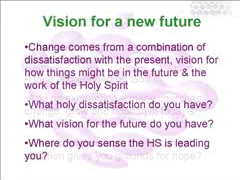 Vision for a new future
•Change comes from a combination of
dissatisfaction with the present, vision for
how things might be in the future & the
work of the Holy Spirit
•What holy dissatisfaction do you have?
•What vision for the future do you have?
•Where do you sense the HS is leading
you?